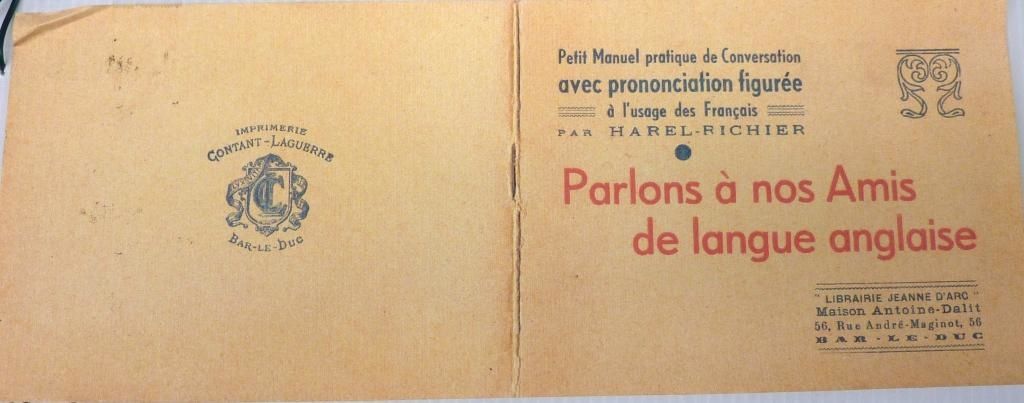 IMPRIMERIE
CONTANT-LAGUERRE
BAR-LE-DUC
Petit Manuel pratique de Conversation
avec prononciation figurée
à l'usage des Français
PAR HAREL-RICHIER
Parlons à nos Amis
de langue anglaise
"LIBRAIRIE JEANNE D'ARC"
Maison Antoine-Dalit
56, Rue André-Maginot, 56
BAR-LE-DUC